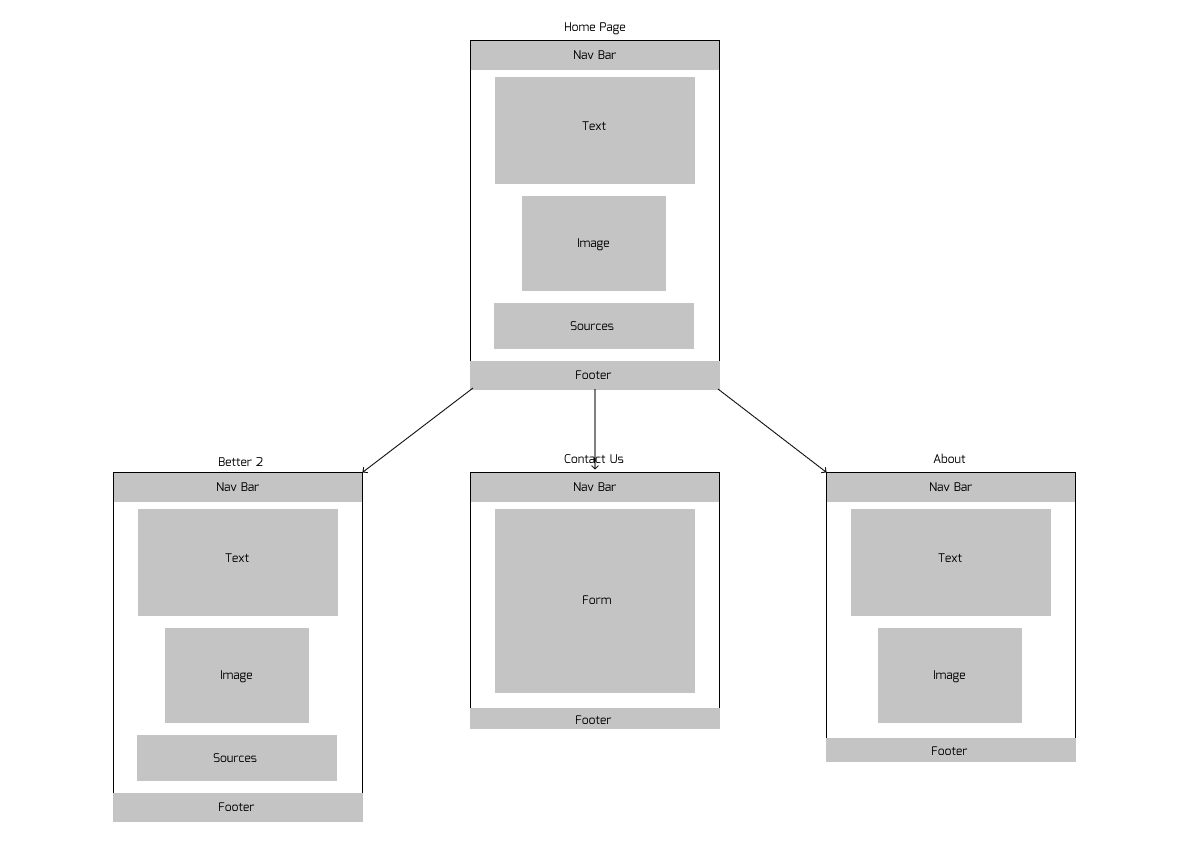 Home Page
Nav Bar
Text
Image
Sources
Footer
Better 2
Nav Bar
Text
Image
Sources
Footer
Contact Us
Nav Bar
Form
Footer
About
Nav Bar
Text
Image
Footer